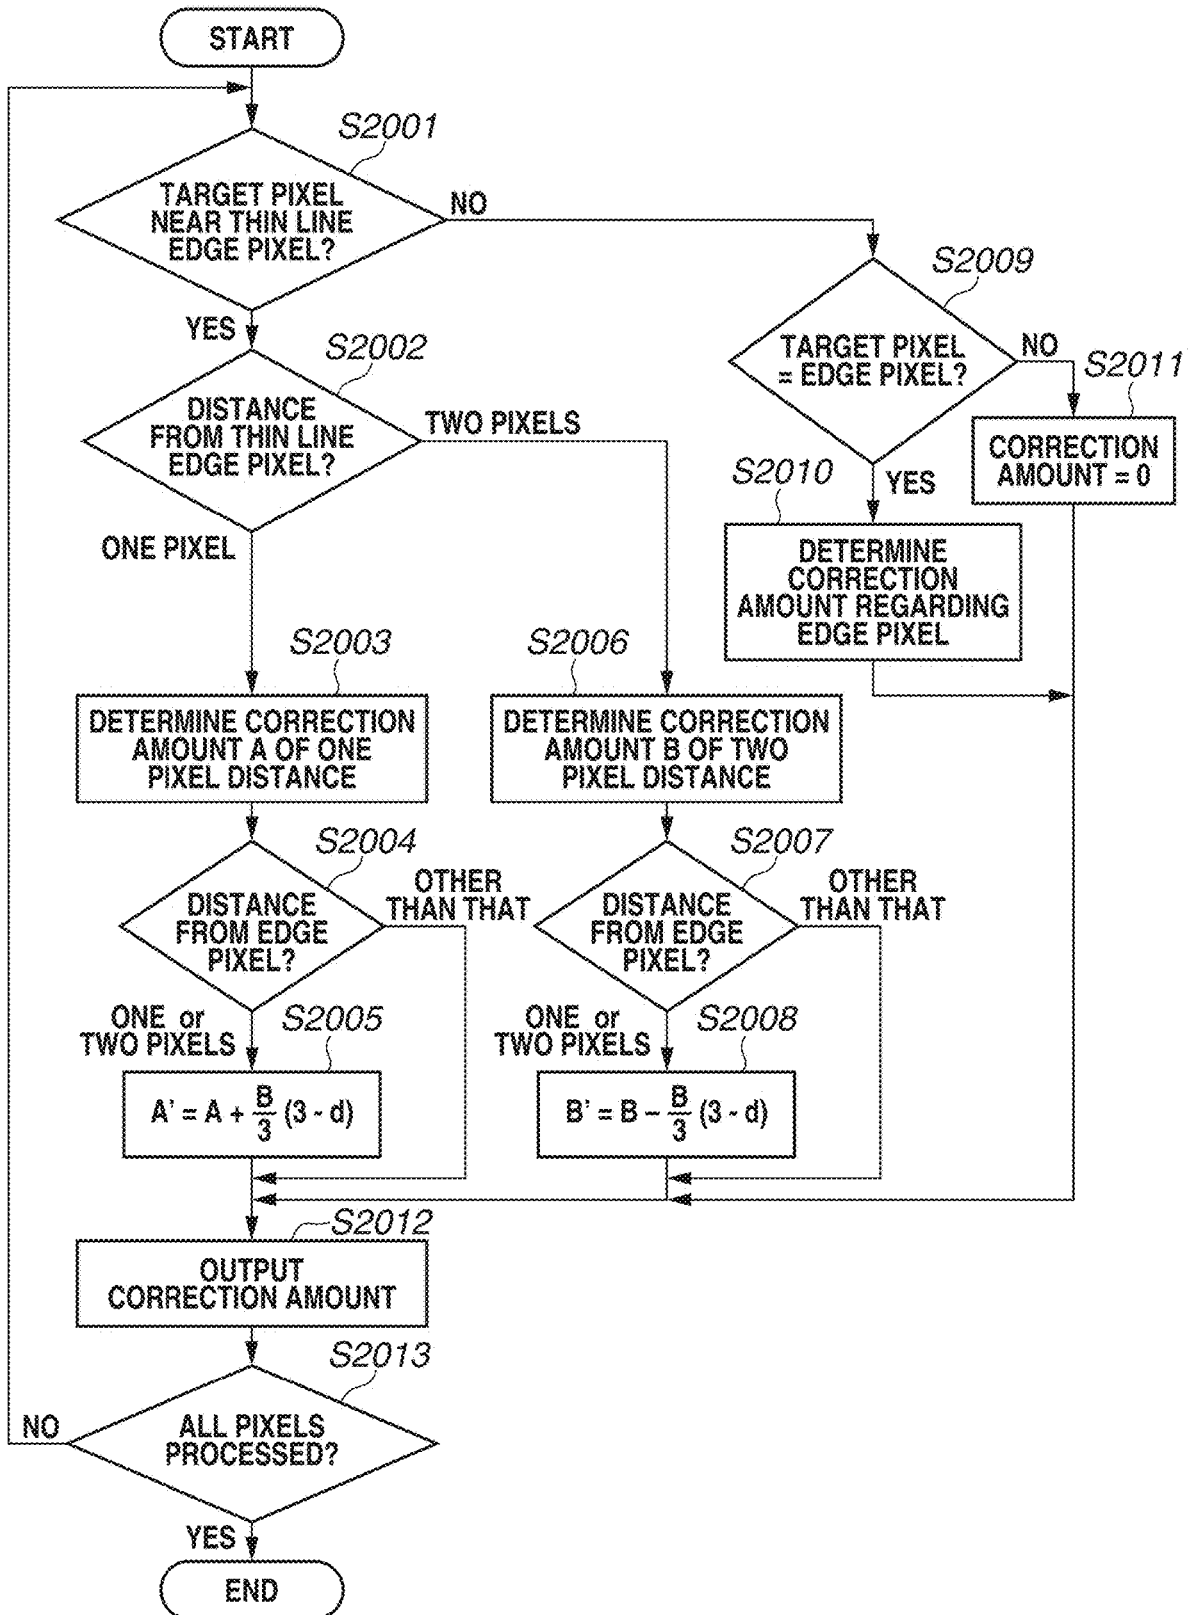 START
S2001
TARGET PIXEL
NEAR THIN LINE
EDGE PIXEL?
NO
YES
S2002
DISTANCE
FROM THIN LINE
EDGE PIXEL?
TWO PIXELS
ONE PIXEL
S2009
TARGET PIXEL
= EDGE PIXEL?
NO
S2011
CORRECTION
AMOUNT = 0
YES
S2010
DETERMINE
CORRECTION
AMOUNT REGARDING
EDGE PIXEL
S2003
DETERMINE CORRECTION
AMOUNT A OF ONE
PIXEL DISTANCE
S2006
DETERMINE CORRECTION
AMOUNT B OF TWO
PIXEL DISTANCE
S2004
DISTANCE
FROM EDGE
PIXEL?
OTHER
THAN THAT
ONE or
TWO PIXELS
S2005
A' = A + B/3 (3 - d)
S2007
DISTANCE
FROM EDGE
PIXEL?
OTHER
THAN THAT
ONE or
TWO PIXELS
S2008
B' = B - B/3 (3 - d)
S2012
OUTPUT
CORRECTION AMOUNT
S2013
ALL PIXELS
PROCESSED?
NO
YES
END